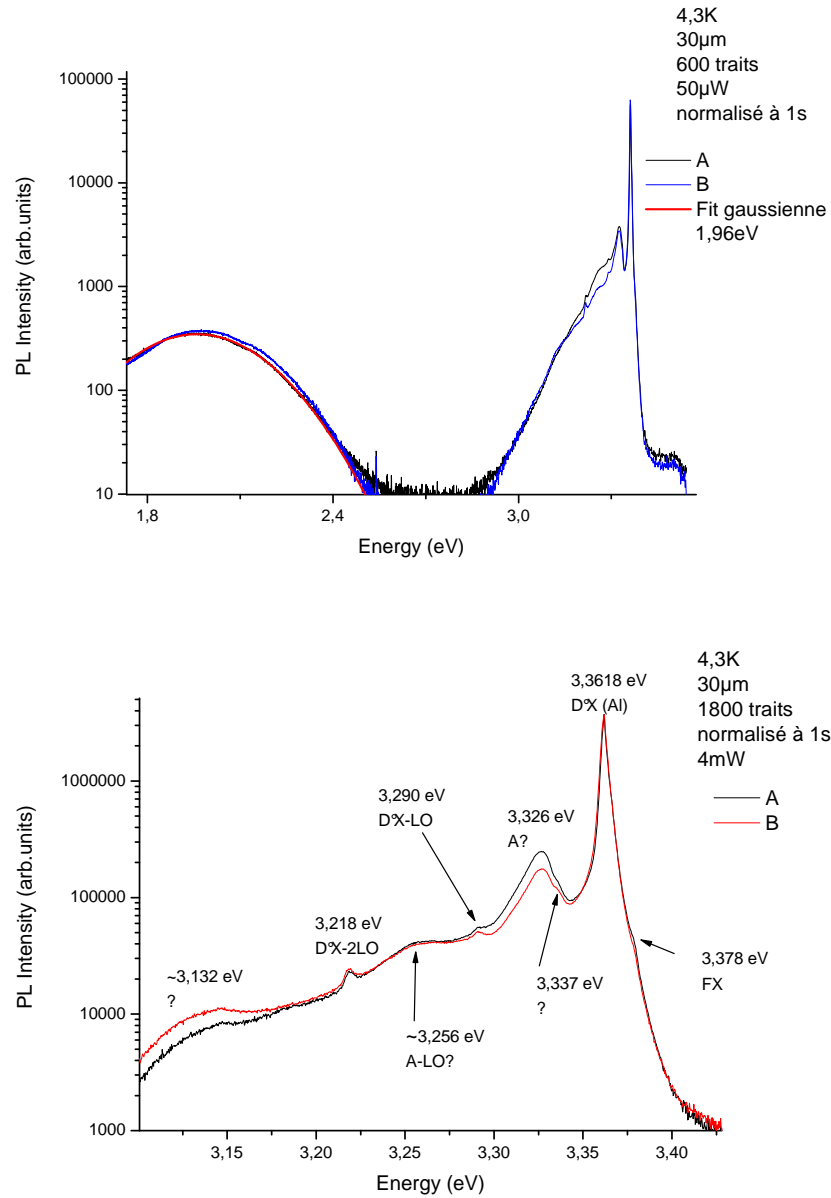 4,3K
30µm
600 traits
50µW
normalisé à 1s
A
B
Fit gaussienne
1,96eV
100000
10000
1000
100
10
PL Intensity (arb.units)
1,8
2,4
3,0
Energy (eV)
4,3K
30µm
1800 traits
normalisé à 1s
4mW
A
B
3,3618 eV
D°X (Al)
3,290 eV
D°X-LO
3,326 eV
A?
3,218 eV
D°X-2LO
~3,132 eV
?
3,378 eV
FX
3,337 eV
?
~3,256 eV
A-LO?
1000000
100000
10000
1000
PL Intensity (arb.units)
3,15
3,20
3,25
3,30
3,35
3,40
Energy (eV)